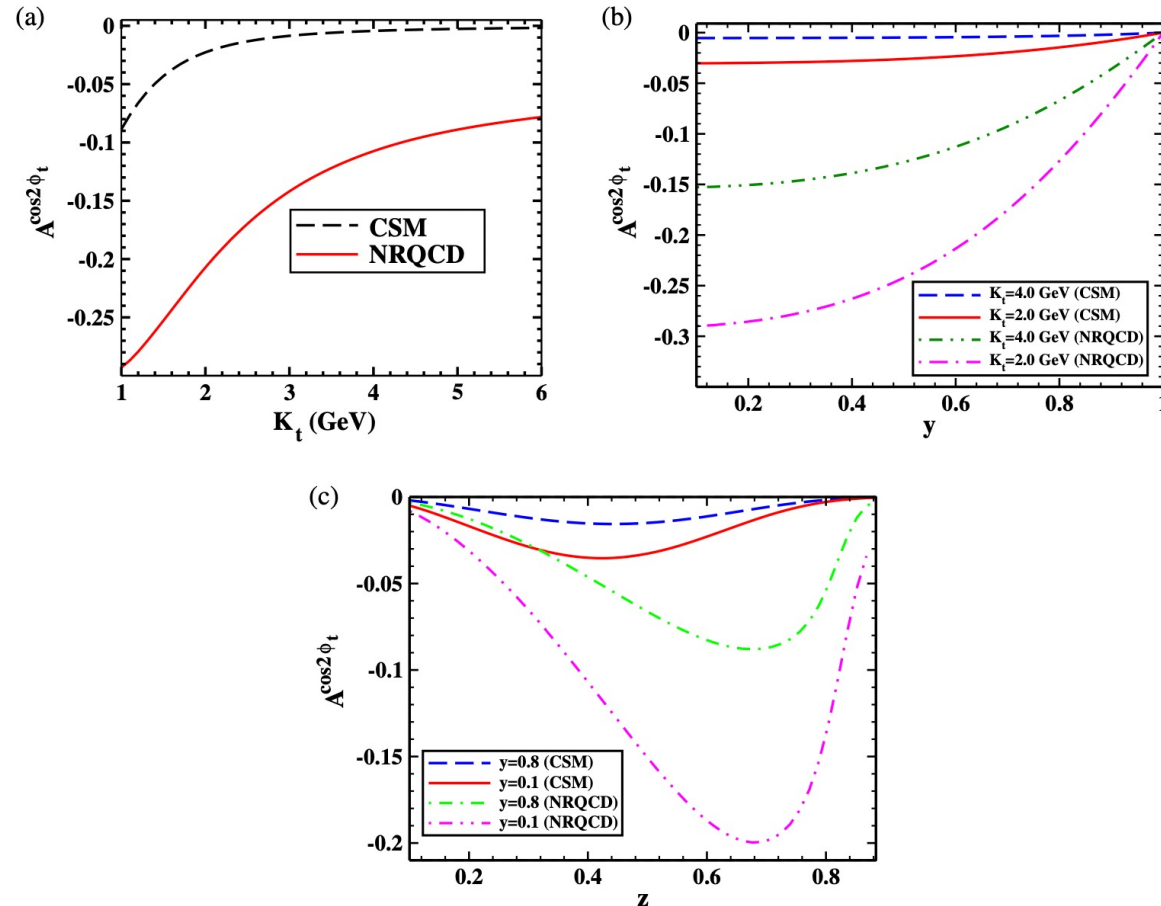 (a)
0
-0.05
-0.1
-0.15
-0.2
-0.25
A^cos2ϕ_t
CSM
NRQCD
1 2 3 4 5 6
K_t (GeV)
(b)
0
-0.05
-0.1
-0.15
-0.2
-0.25
-0.3
A^cos2ϕ_t
K_t=4.0 GeV (CSM)
K_t=2.0 GeV (CSM)
K_t=4.0 GeV (NRQCD)
K_t=2.0 GeV (NRQCD)
0.2 0.4 0.6 0.8 1
y
(c)
0
-0.05
-0.1
-0.15
-0.2
A^cos2ϕ_t
y=0.8 (CSM)
y=0.1 (CSM)
y=0.8 (NRQCD)
y=0.1 (NRQCD)
0.2 0.4 0.6 0.8
z